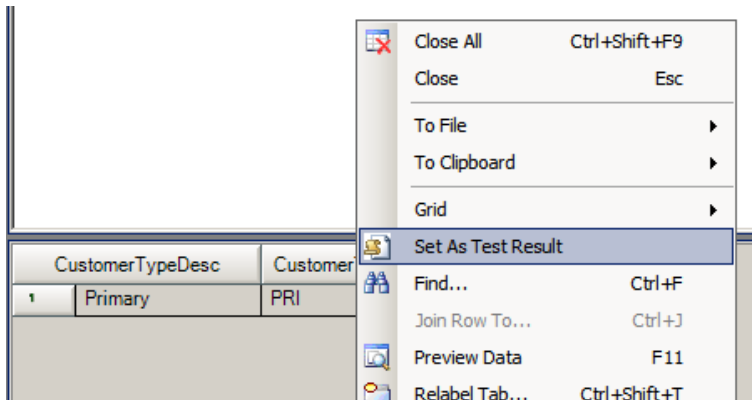 Close All Ctrl+Shift+F9
Close Esc
To File
To Clipboard
Grid
Set As Test Result
CustomerTypeDesc Customer
Find... Ctrl+F
1 Primary PRI
Join Row To... Ctrl+J
Preview Data F11
Relabel Tab... Ctrl+Shift+T